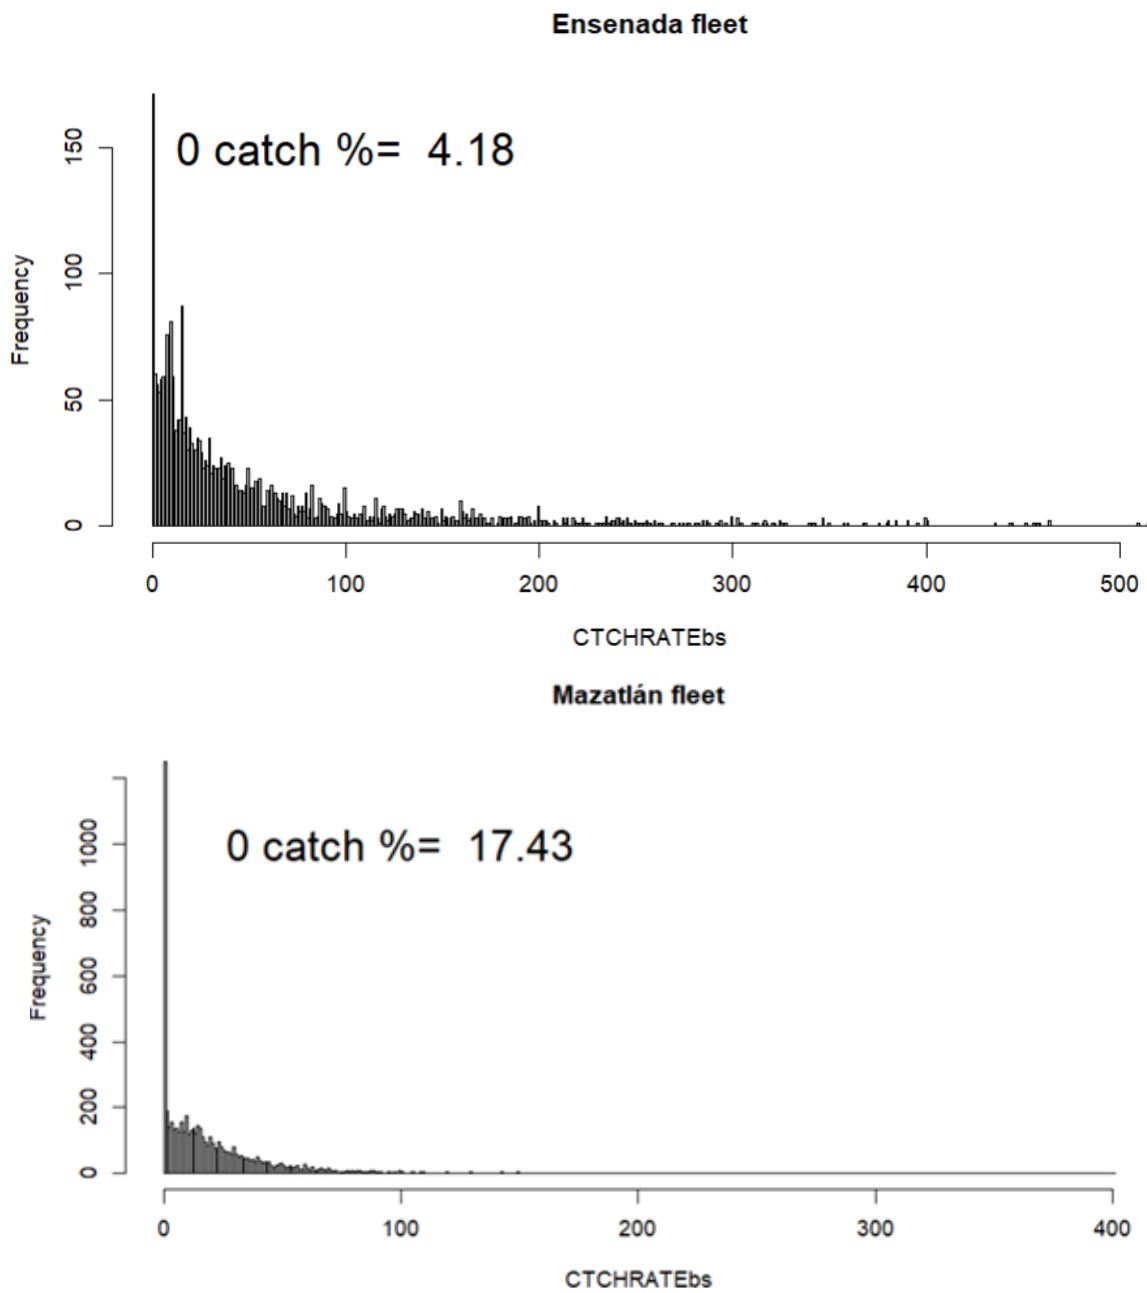 Ensenada fleet
0 catch %= 4.18
Frequency
150
100
50
0
0 100 200 300 400 500
CTCHRATEbs
Mazatlán fleet
0 catch %= 17.43
Frequency
1000
800
600
400
200
0
0 100 200 300 400
CTCHRATEbs